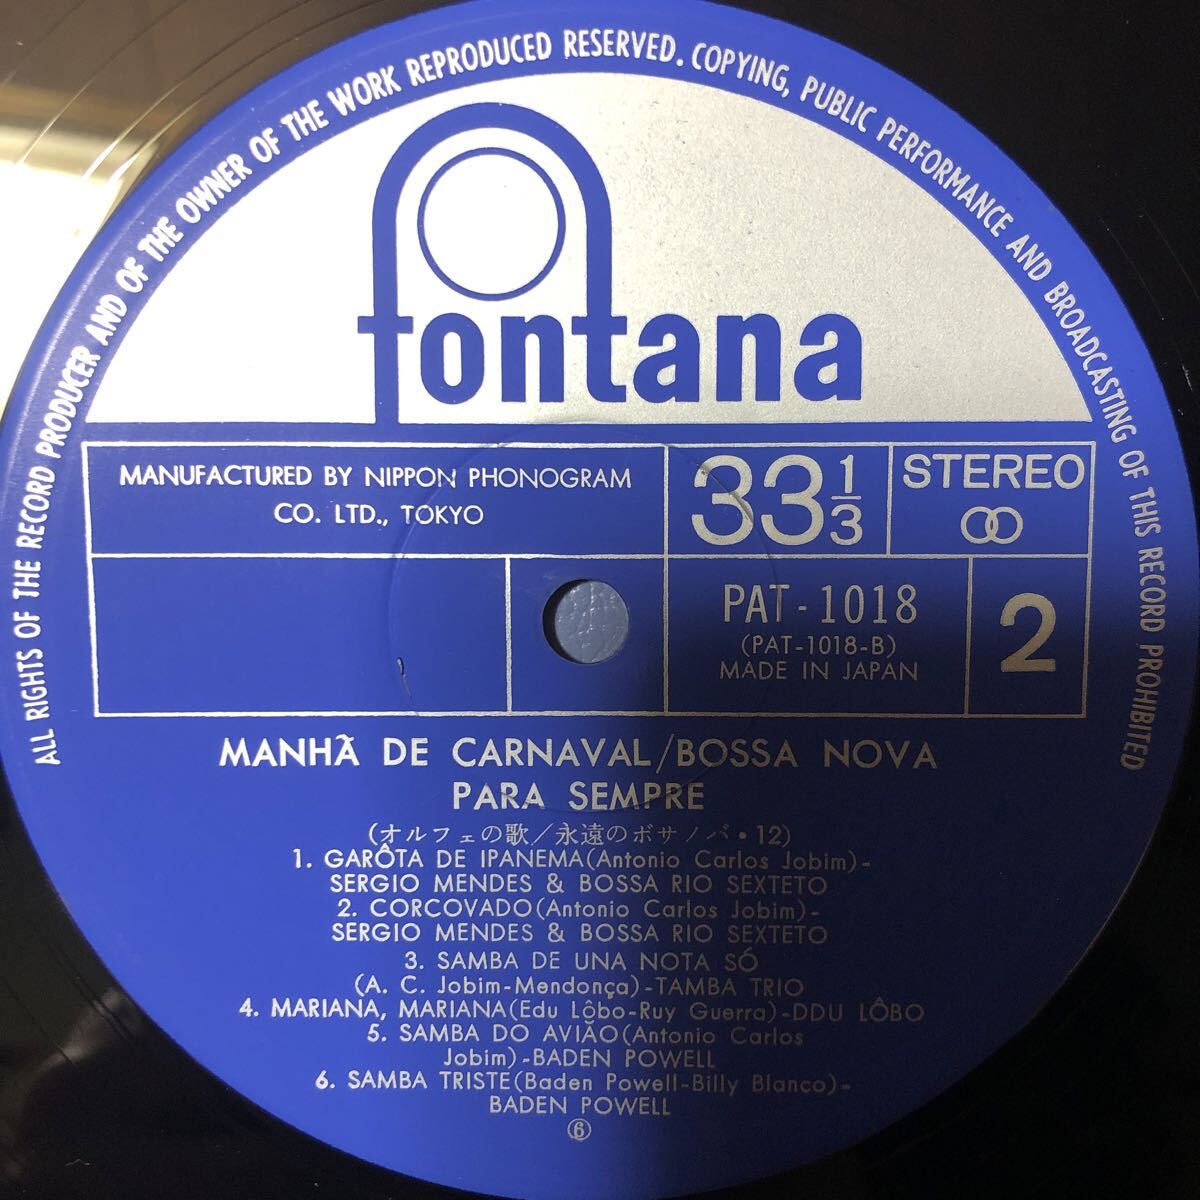 ALL RIGHTS OF THE RECORD PRODUCER AND OF THE OWNER OF THE WORK REPRODUCED RESERVED. COPYING, PUBLIC PERFORMANCE AND BROADCASTING OF THIS RECORD PROHIBITED
fontana
MANUFACTURED BY NIPPON PHONOGRAM
CO. LTD., TOKYO
33 1/3
STEREO
PAT-1018
(PAT-1018-B)
MADE IN JAPAN
2
MANHÃ DE CARNAVAL/BOSSA NOVA
PARA SEMPRE
(オルフェの歌／永遠のボサノバ・12)
1. GARÔTA DE IPANEMA(Antonio Carlos Jobim)-
SERGIO MENDES & BOSSA RIO SEXTETO
2. CORCOVADO(Antonio Carlos Jobim)-
SERGIO MENDES & BOSSA RIO SEXTETO
3. SAMBA DE UNA NOTA SÓ
(A. C. Jobim-Mendonça)-TAMBA TRIO
4. MARIANA, MARIANA(Edu Lôbo-Ruy Guerra)-DDU LÔBO
5. SAMBA DO AVIÃO(Antonio Carlos
Jobim)-BADEN POWELL
6. SAMBA TRISTE(Baden Powell-Billy Blanco)-
BADEN POWELL
⑥